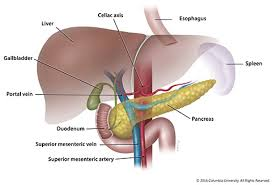 Celiac axis
Esophagus
Liver
Gallbladder
Spleen
Portal vein
Pancreas
Duodenum
Superior mesenteric vein
Superior mesenteric artery
© 2016 Columbia University. All rights reserved.